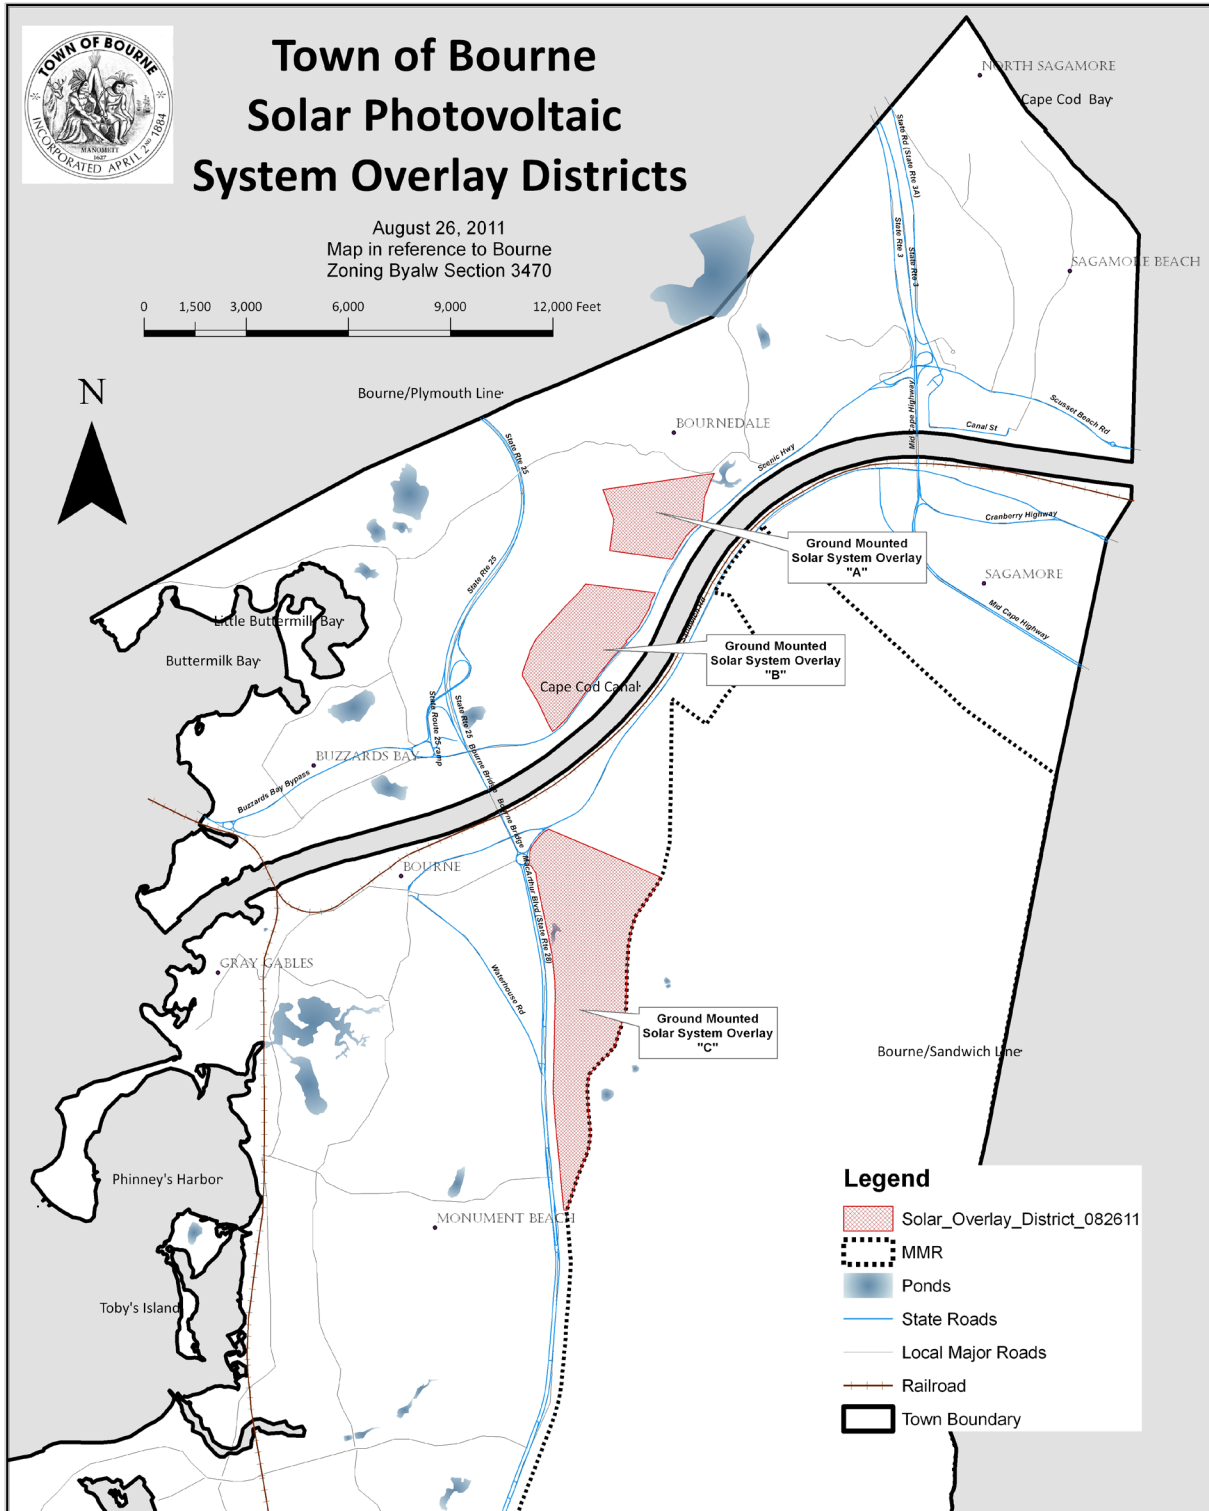 TOWN OF BOURNE
MANOMETT
1627
INCORPORATED APRIL 2ND 1884
Town of Bourne
Solar Photovoltaic
System Overlay Districts
August 26, 2011
Map in reference to Bourne
Zoning Byalw Section 3470
0 1,500 3,000 6,000 9,000 12,000 Feet
N
NORTH SAGAMORE
Cape Cod Bay
State Rd (State Rte 3A)
State Rte 3
State Rte 3
SAGAMORE BEACH
Bourne/Plymouth Line
BOURNEDALE
State Rte 25
Scenic Hwy
Mid Cape Highway
Canal St
Scusset Beach Rd
Cranberry Highway
Ground Mounted
Solar System Overlay
"A"
SAGAMORE
Mid Cape Highway
State Rte 25
Sandwich Rd
Little Buttermilk Bay
Buttermilk Bay
Ground Mounted
Solar System Overlay
"B"
Cape Cod Canal
State Route 25 ramp
State Rte 25
BUZZARDS BAY
Buzzards Bay Bypass
Bourne Bridge
Bourne Bridge
BOURNE
MacArthur Blvd (State Rte 28)
GRAY GABLES
Waterhouse Rd
Ground Mounted
Solar System Overlay
"C"
Bourne/Sandwich Line
Phinney's Harbor
MONUMENT BEACH
Toby's Island
Legend
Solar_Overlay_District_082611
MMR
Ponds
State Roads
Local Major Roads
Railroad
Town Boundary